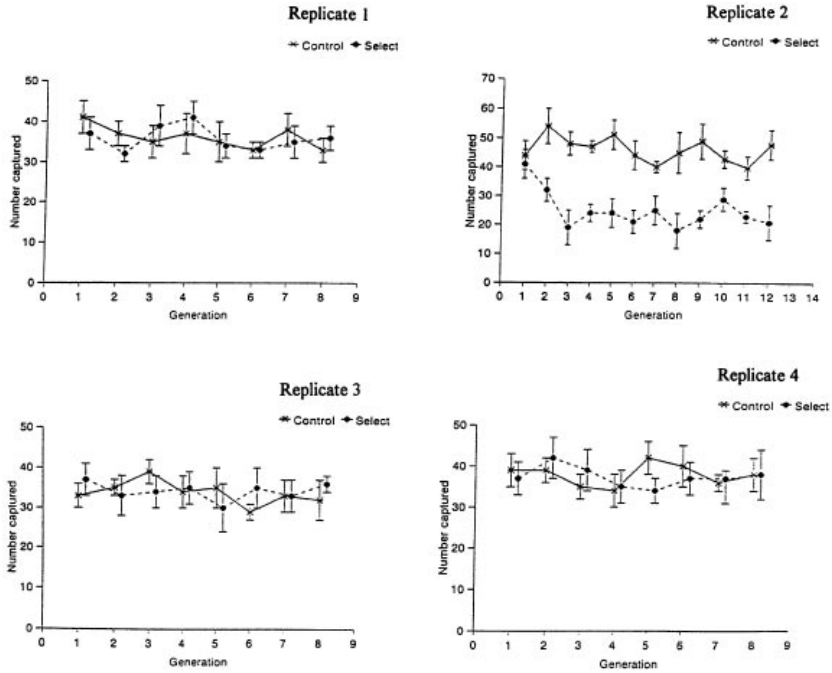 Replicate 1
Control Select
50
40
30
20
10
0
Number captured
0 1 2 3 4 5 6 7 8 9
Generation
Replicate 2
Control Select
70
60
50
40
30
20
10
0
Number captured
0 1 2 3 4 5 6 7 8 9 10 11 12 13 14
Generation
Replicate 3
Control Select
50
40
30
20
10
0
Number captured
0 1 2 3 4 5 6 7 8 9
Generation
Replicate 4
Control Select
50
40
30
20
10
0
Number captured
0 1 2 3 4 5 6 7 8 9
Generation